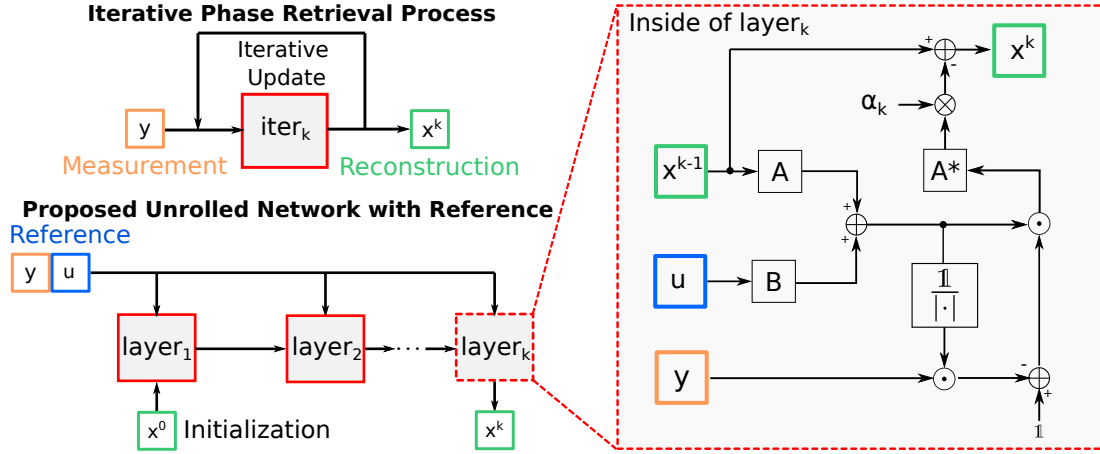 Iterative Phase Retrieval Process
Iterative
Update
y
iterₖ
xᵏ
Measurement
Reconstruction
Proposed Unrolled Network with Reference
Reference
y u
layer₁
layer₂
...
layerₖ
x⁰
Initialization
xᵏ
Inside of layerₖ
+
-
xᵏ
αₖ
⊗
xᵏ⁻¹
A
A*
+
+
u
B
𝟙
|·|
y
-
+
𝟙